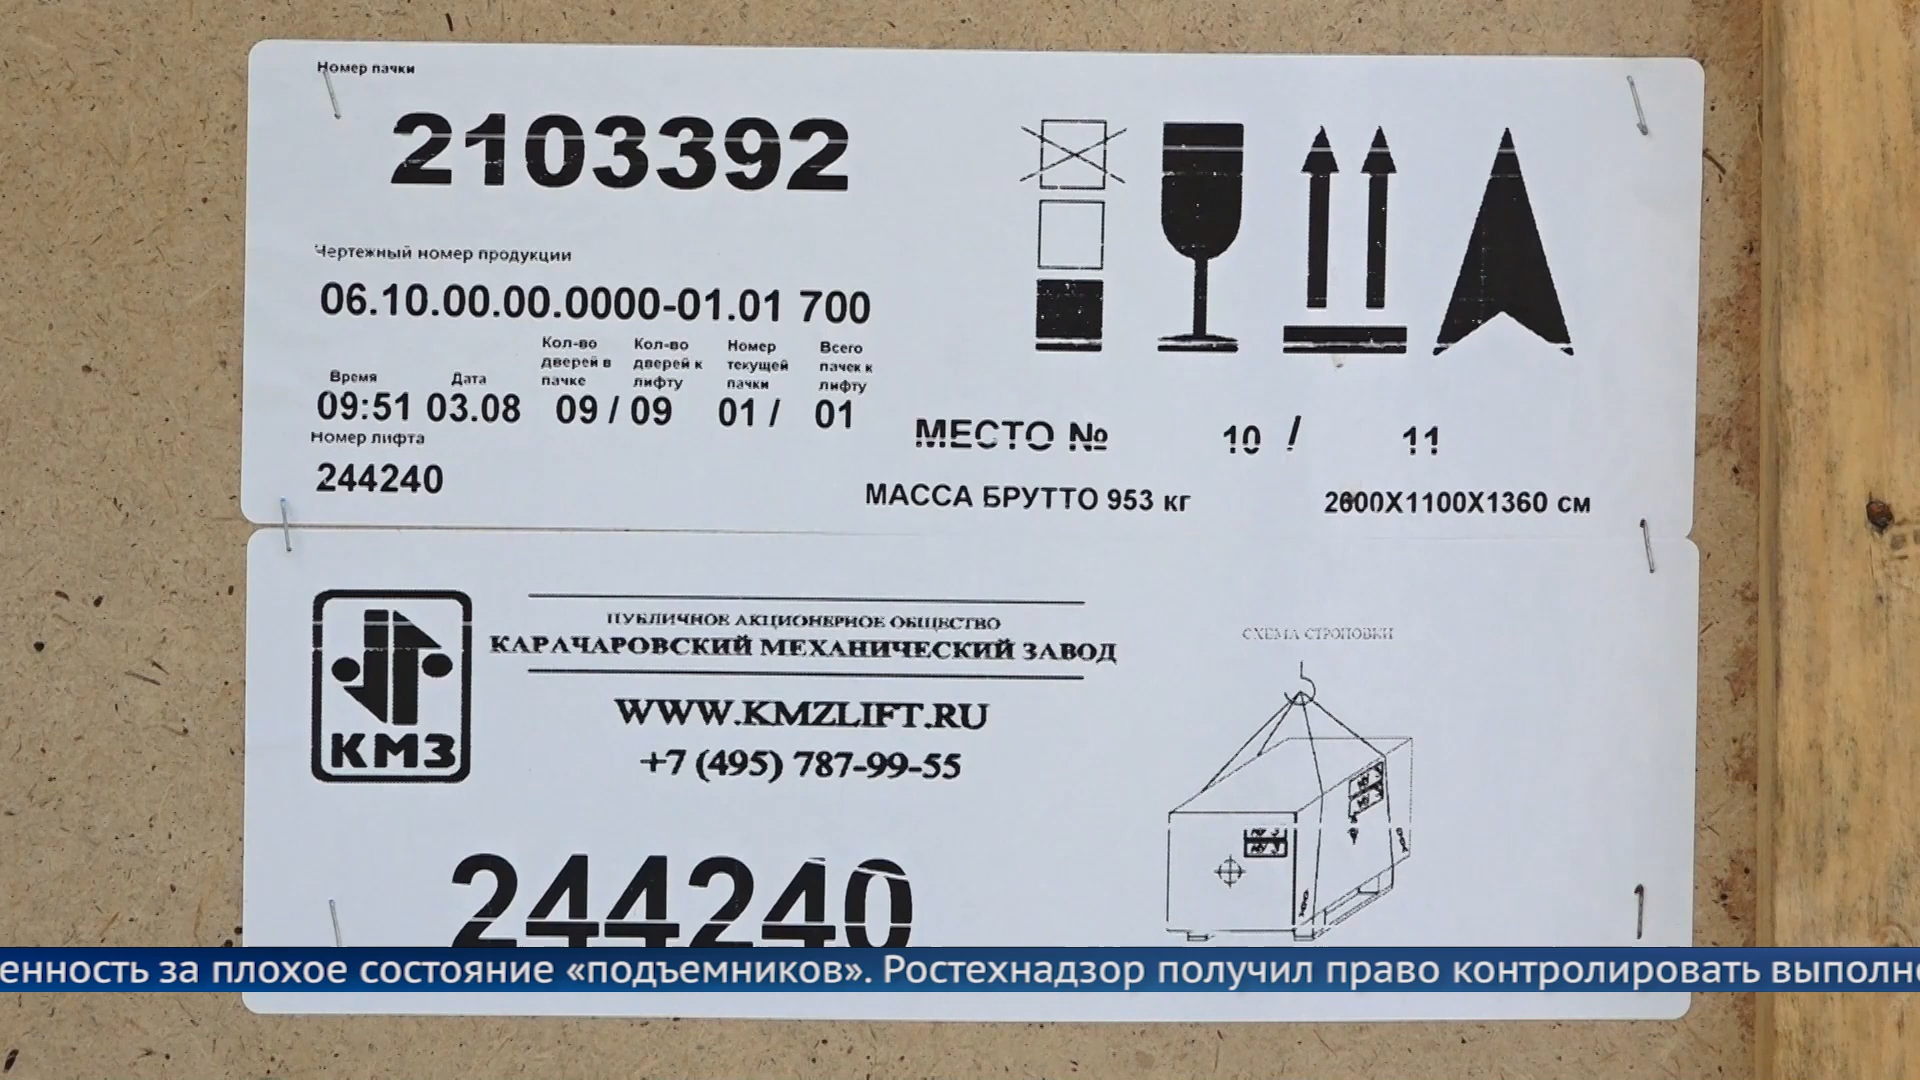 Номер пачки
2103392
Чертежный номер продукции
06.10.00.00.0000-01.01 700
Время
Дата
Кол-во дверей в пачке
Кол-во дверей к лифту
Номер текущей пачки
Всего пачек к лифту
09:51 03.08 09 / 09 01 / 01
Номер лифта
244240
МЕСТО № 10 / 11
МАССА БРУТТО 953 кг 2600X1100X1360 см
КМЗ
ПУБЛИЧНОЕ АКЦИОНЕРНОЕ ОБЩЕСТВО
КАРАЧАРОВСКИЙ МЕХАНИЧЕСКИЙ ЗАВОД
WWW.KMZLIFT.RU
+7 (495) 787-99-55
СХЕМА СТРОПОВКИ
244240
енность за плохое состояние «подъемников». Ростехнадзор получил право контролировать выполне